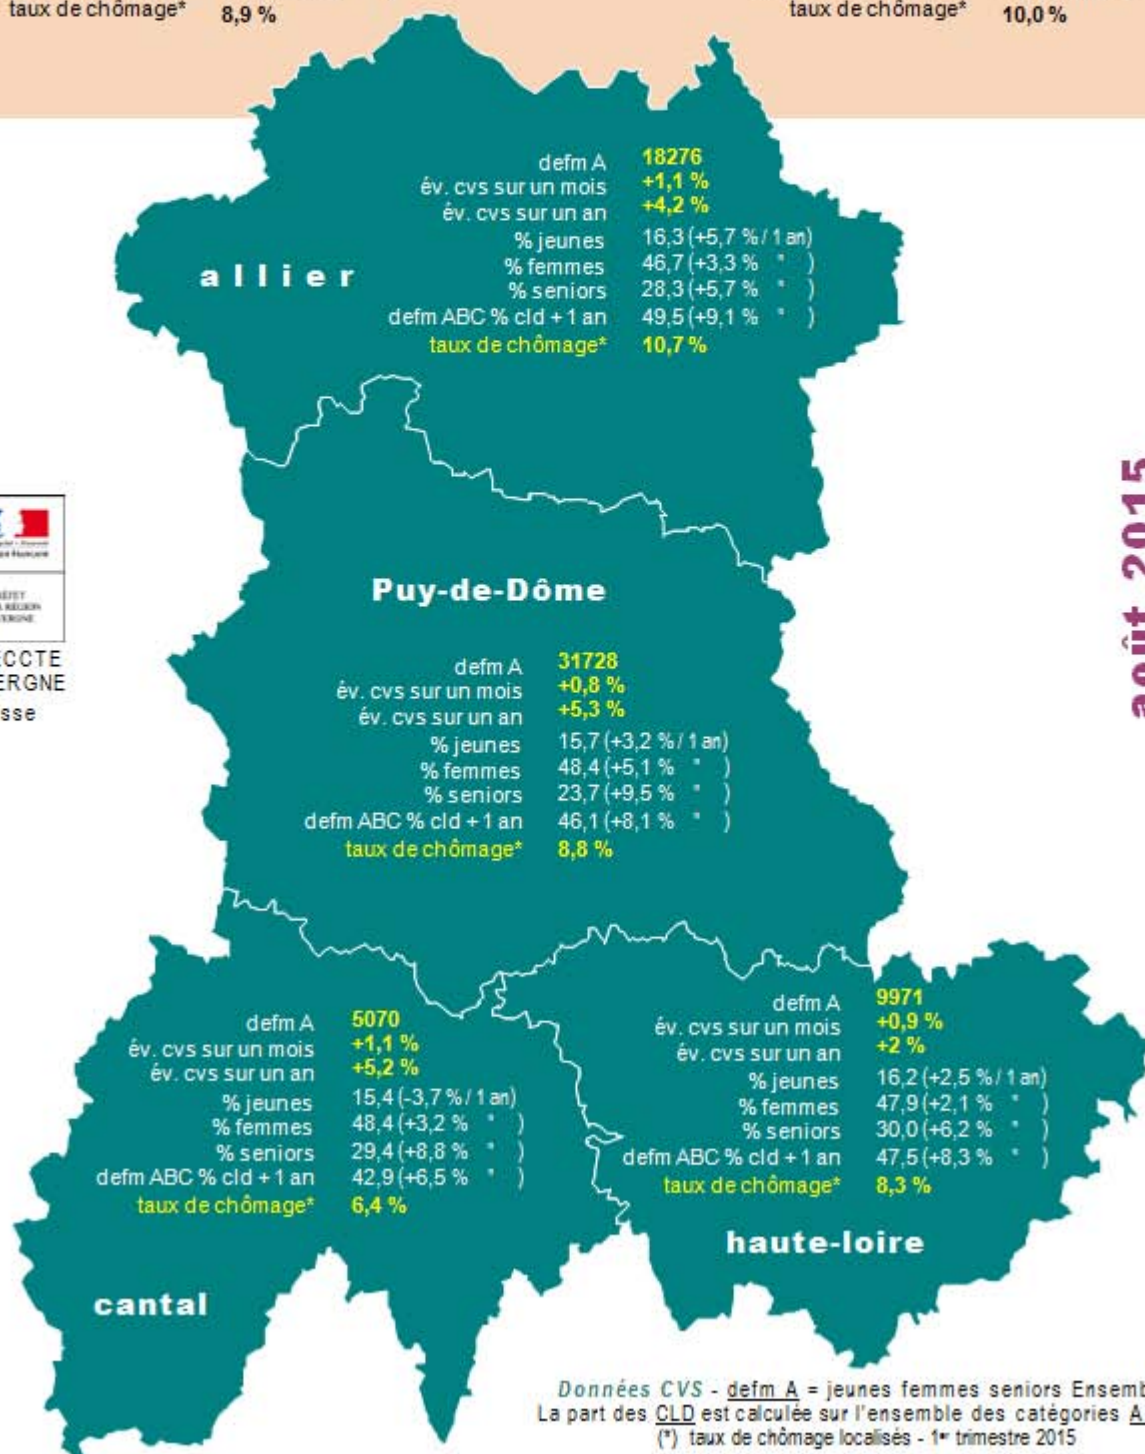 taux de chômage* 8,9 %
taux de chômage* 10,0 %
defm A 18276
év. cvs sur un mois +1,1 %
év. cvs sur un an +4,2 %
% jeunes 16,3 (+5,7 % / 1 an)
% femmes 46,7 (+3,3 % " )
% seniors 28,3 (+5,7 % " )
defm ABC % cld + 1 an 49,5 (+9,1 % " )
taux de chômage* 10,7 %
allier
août 2015
Puy-de-Dôme
defm A 31728
év. cvs sur un mois +0,8 %
év. cvs sur un an +5,3 %
% jeunes 15,7 (+3,2 % / 1 an)
% femmes 48,4 (+5,1 % " )
% seniors 23,7 (+9,5 % " )
defm ABC % cld + 1 an 46,1 (+8,1 % " )
taux de chômage* 8,8 %
defm A 5070
év. cvs sur un mois +1,1 %
év. cvs sur un an +5,2 %
% jeunes 15,4 (-3,7 % / 1 an)
% femmes 48,4 (+3,2 % " )
% seniors 29,4 (+8,8 % " )
defm ABC % cld + 1 an 42,9 (+6,5 % " )
taux de chômage* 6,4 %
cantal
defm A 9971
év. cvs sur un mois +0,9 %
év. cvs sur un an +2 %
% jeunes 16,2 (+2,5 % / 1 an)
% femmes 47,9 (+2,1 % " )
% seniors 30,0 (+6,2 % " )
defm ABC % cld + 1 an 47,5 (+8,3 % " )
taux de chômage* 8,3 %
haute-loire
Données CVS - defm A = jeunes femmes seniors Ensemb
La part des CLD est calculée sur l'ensemble des catégories A
(*) taux de chômage localisés - 1er trimestre 2015